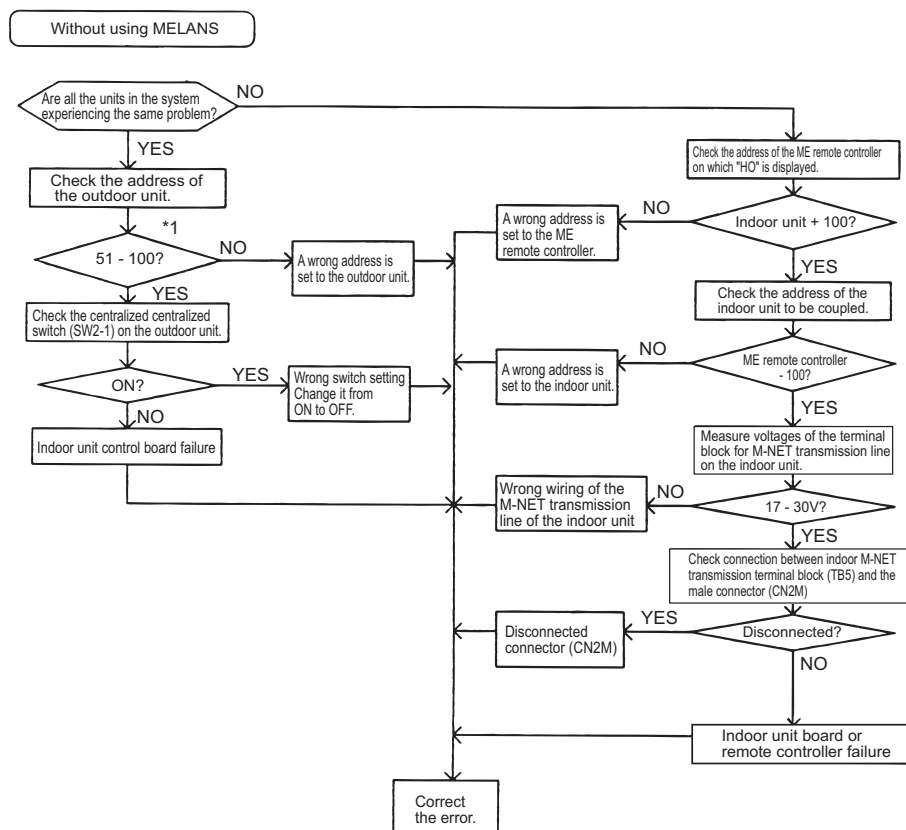 Without using MELANS
Are all the units in the system
experiencing the same problem?
NO
YES
Check the address of
the outdoor unit.
*1
51 - 100?
NO
A wrong address is
set to the outdoor unit.
YES
Check the centralized centralized
switch (SW2-1) on the outdoor unit.
ON?
YES
Wrong switch setting
Change it from
ON to OFF.
NO
Indoor unit control board failure
Check the address of the ME remote controller
on which "HO" is displayed.
Indoor unit + 100?
NO
A wrong address is
set to the ME
remote controller.
YES
Check the address of the
indoor unit to be coupled.
ME remote controller
- 100?
NO
A wrong address is
set to the indoor unit.
YES
Measure voltages of the terminal
block for M-NET transmission line
on the indoor unit.
17 - 30V?
NO
Wrong wiring of the
M-NET transmission
line of the indoor unit
YES
Check connection between indoor M-NET
transmission terminal block (TB5) and the
male connector (CN2M)
Disconnected?
YES
Disconnected
connector (CN2M)
NO
Indoor unit board or
remote controller failure
Correct
the error.